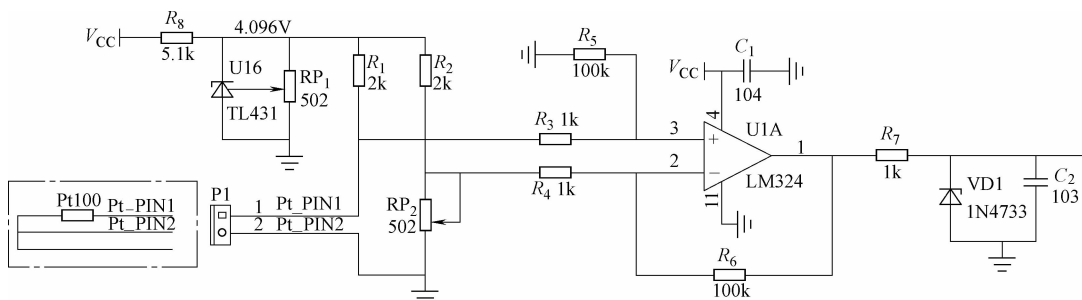 VCC
R8
5.1k
4.096V
U16
TL431
RP1
502
R1
2k
R2
2k
R5
100k
VCC
C1
104
R3 1k
R4 1k
3
2
4
11
1
+
−
U1A
LM324
R7
1k
VD1
1N4733
C2
103
R6
100k
RP2
502
P1
1 Pt_PIN1
2 Pt_PIN2
Pt100
Pt-PIN1
Pt_PIN2